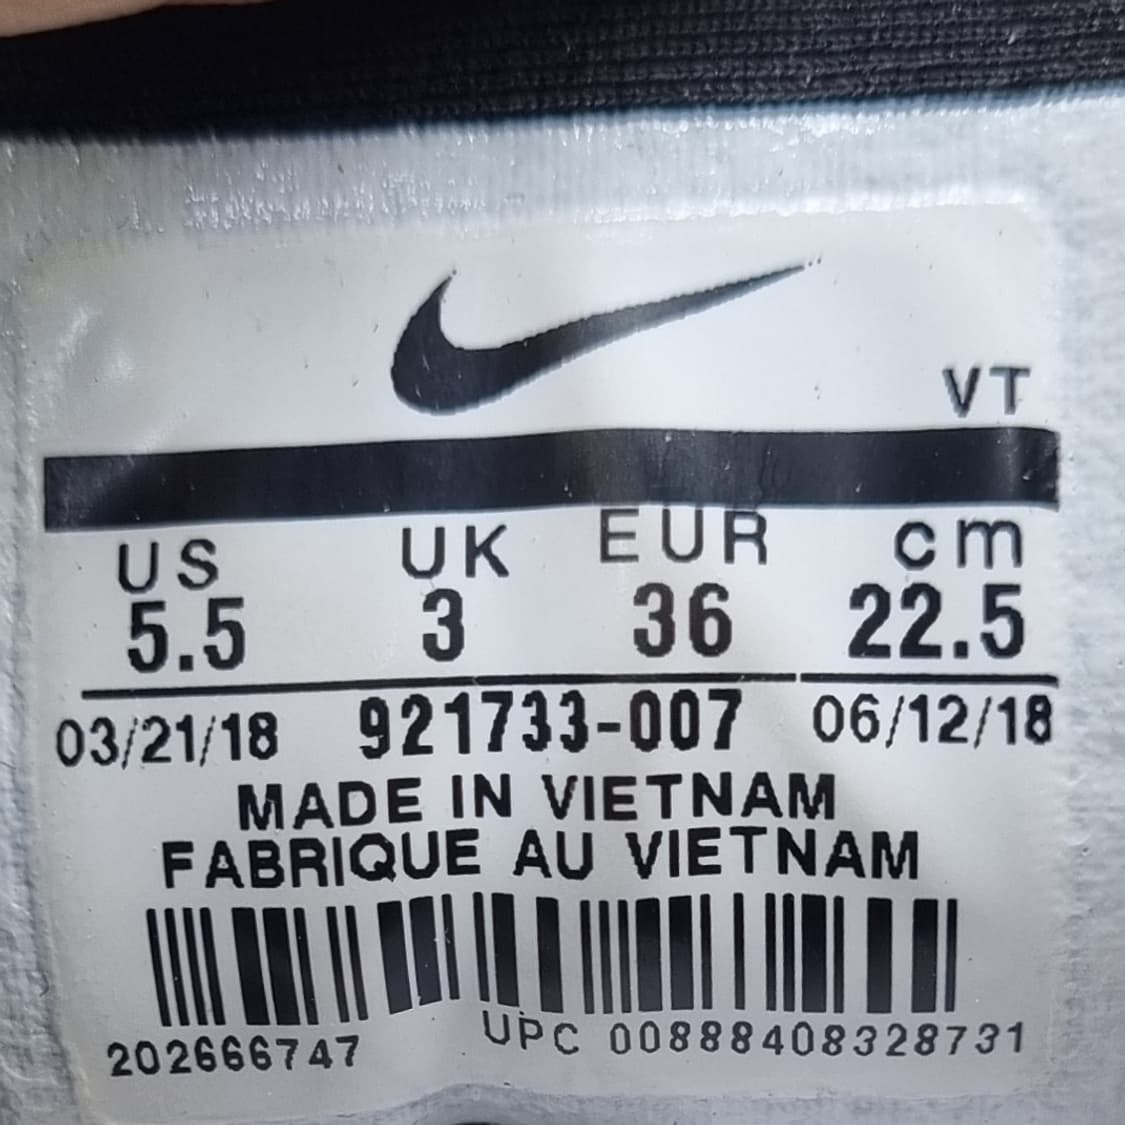 VT
US UK EUR cm
5.5 3 36 22.5
03/21/18 921733-007 06/12/18
MADE IN VIETNAM
FABRIQUE AU VIETNAM
202666747 UPC 00888408328731